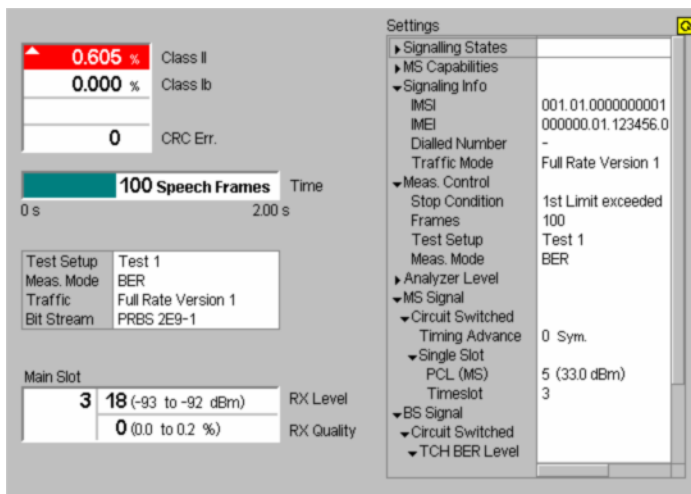 0.605 % Class II
0.000 % Class Ib
0 CRC Err.
100 Speech Frames Time
0 s 2.00 s
Test Setup Test 1
Meas. Mode BER
Traffic Full Rate Version 1
Bit Stream PRBS 2E9-1
Main Slot
3 18 (-93 to -92 dBm) RX Level
0 (0.0 to 0.2 %) RX Quality
Settings
Signalling States
MS Capabilities
Signaling Info
IMSI 001.01.0000000001
IMEI 000000.01.123456.0
Dialled Number -
Traffic Mode Full Rate Version 1
Meas. Control
Stop Condition 1st Limit exceeded
Frames 100
Test Setup Test 1
Meas. Mode BER
Analyzer Level
MS Signal
Circuit Switched
Timing Advance 0 Sym.
Single Slot
PCL (MS) 5 (33.0 dBm)
Timeslot 3
BS Signal
Circuit Switched
TCH BER Level